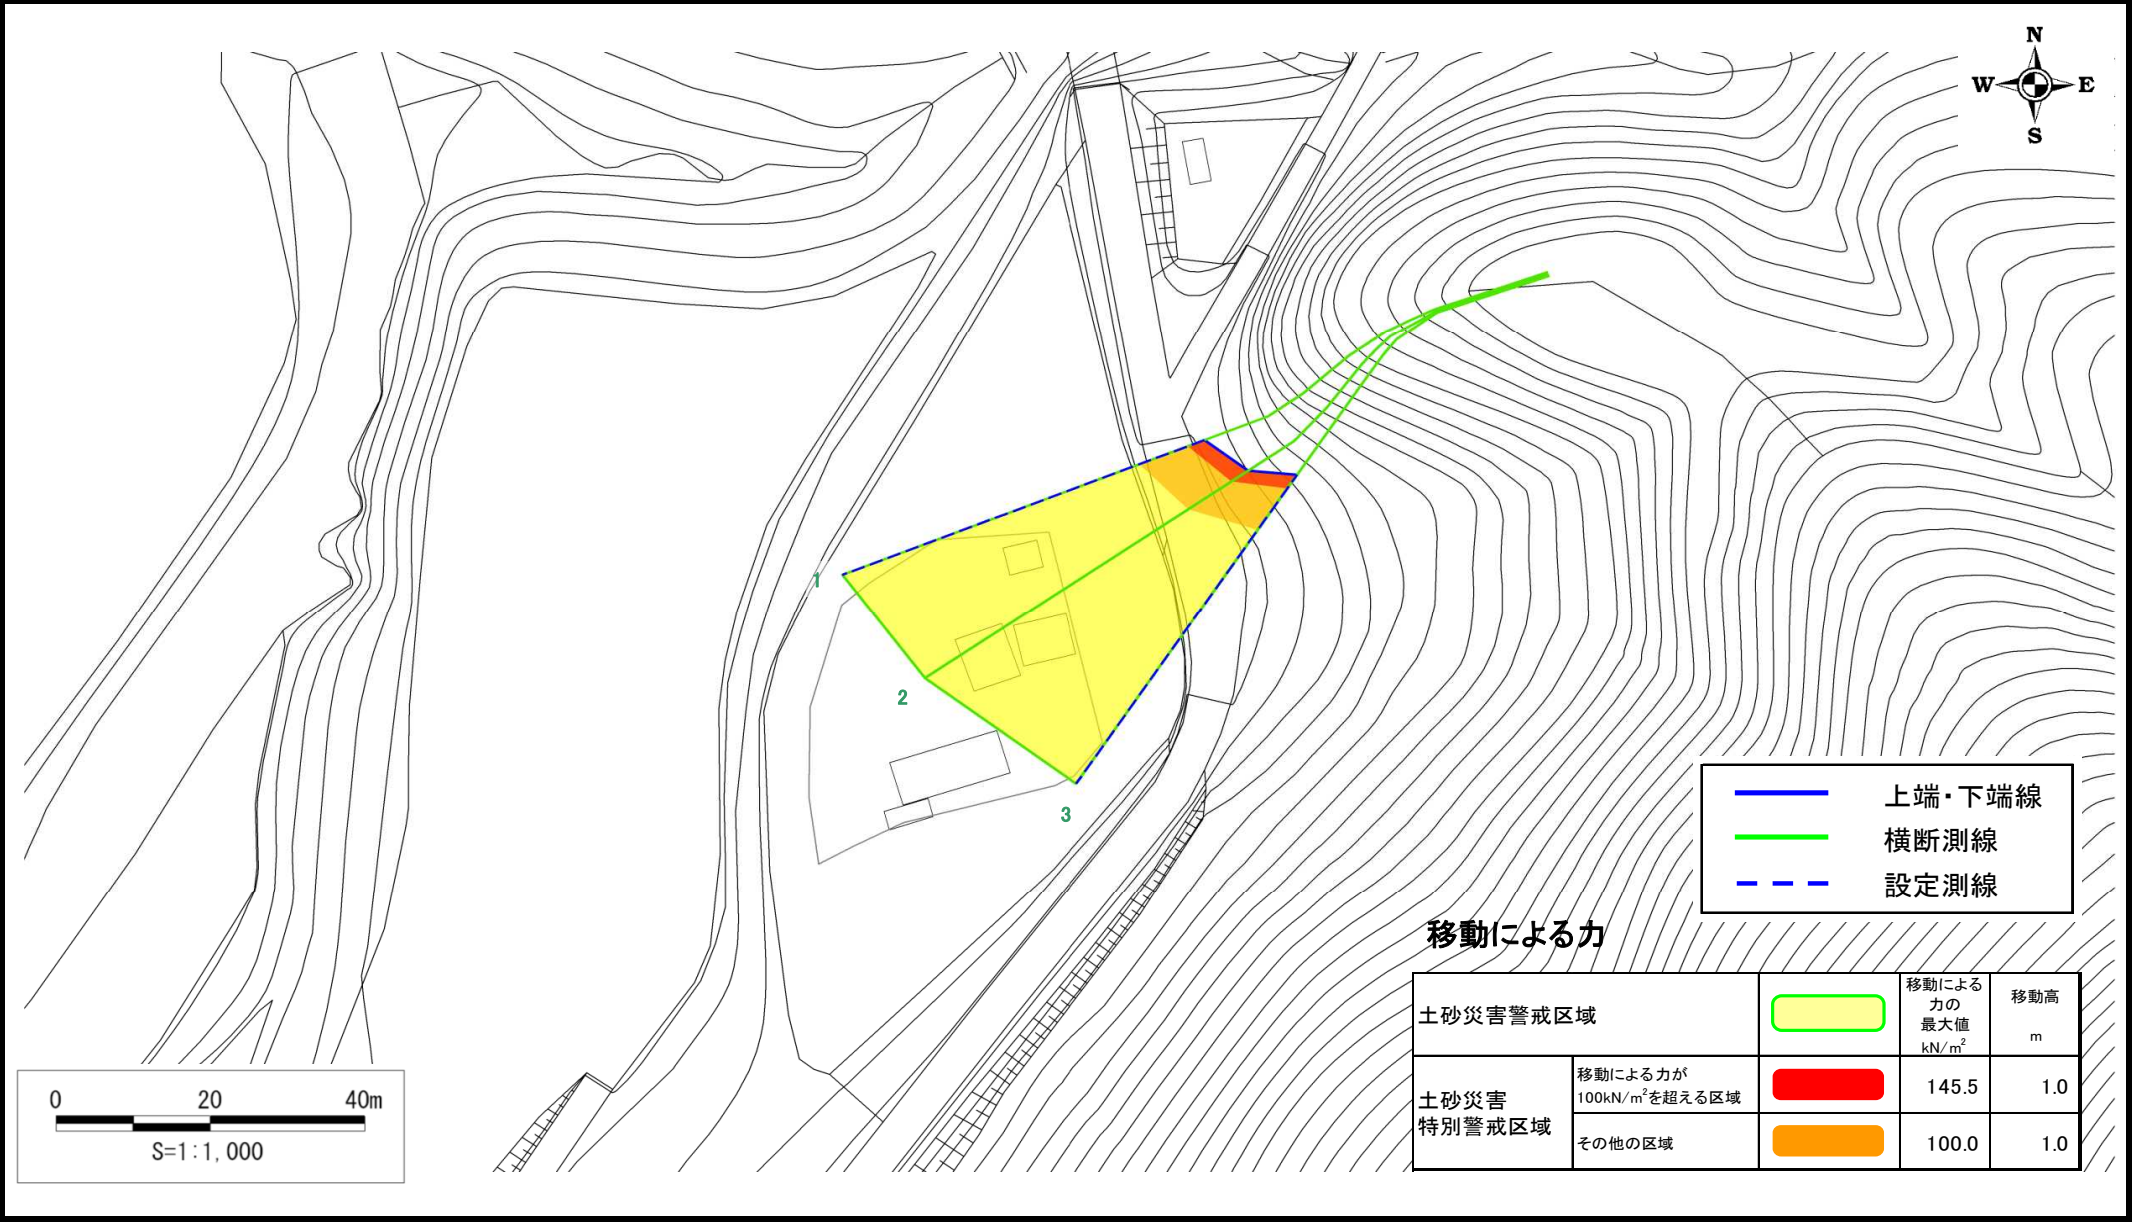 N
W E
S
1
2
3
上端・下端線
横断測線
設定測線
移動による力
土砂災害警戒区域
移動による
力の
最大値
kN/m²
移動高
m
土砂災害
特別警戒区域
移動による力が
100kN/m²を超える区域
145.5
1.0
その他の区域
100.0
1.0
0 20 40m
S=1:1,000